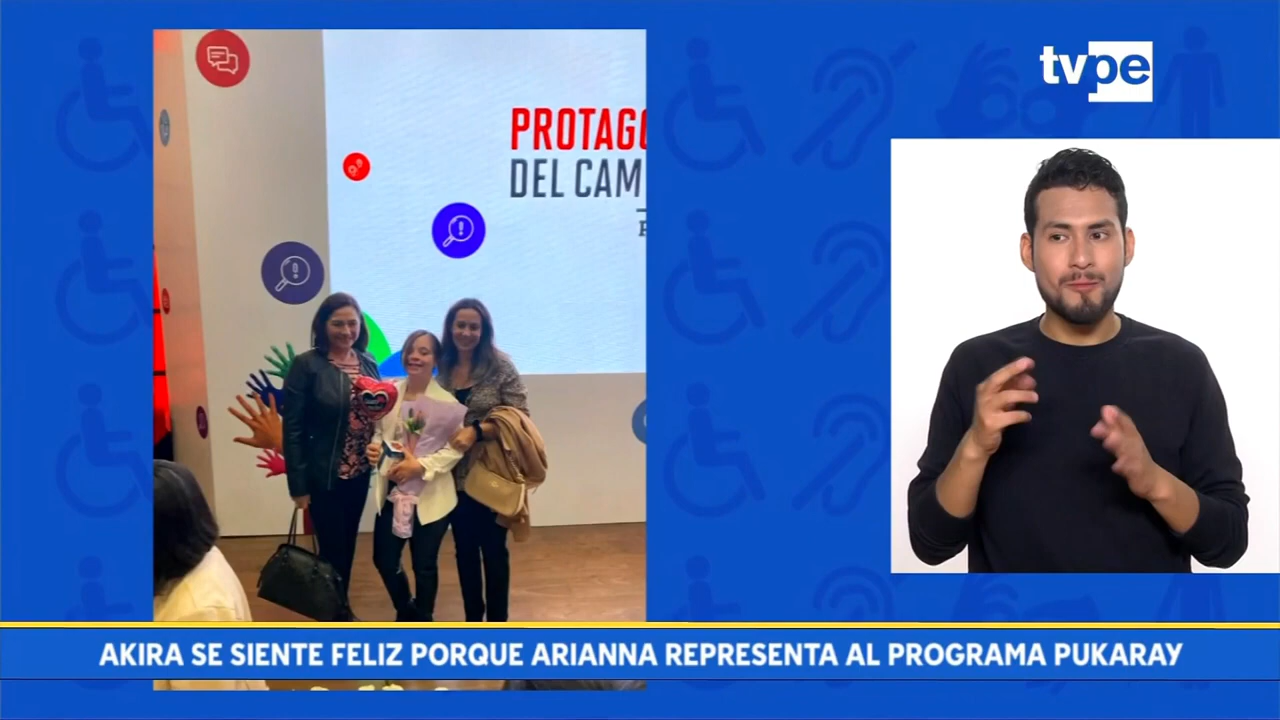 tvpe
PROTAGO
DEL CAM
AKIRA SE SIENTE FELIZ PORQUE ARIANNA REPRESENTA AL PROGRAMA PUKARAY